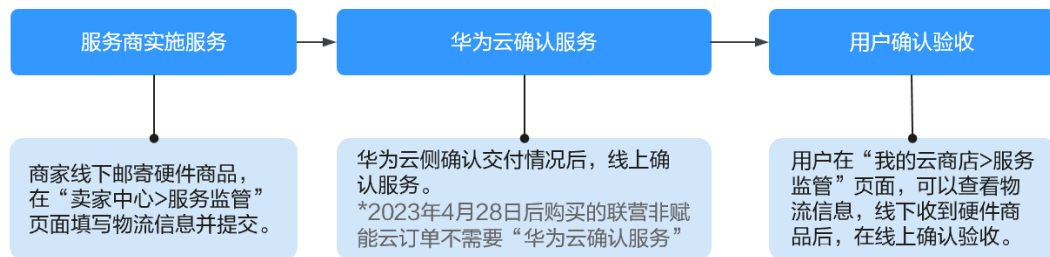 服务商实施服务
华为云确认服务
用户确认验收
商家线下邮寄硬件商品，
在“卖家中心>服务监管”
页面填写物流信息并提交。
华为云侧确认交付情况后，线上确
认服务。
*2023年4月28日后购买的联营非赋
能云订单不需要“华为云确认服务”
用户在“我的云商店>服务
监管”页面，可以查看物
流信息，线下收到硬件商
品后，在线上确认验收。